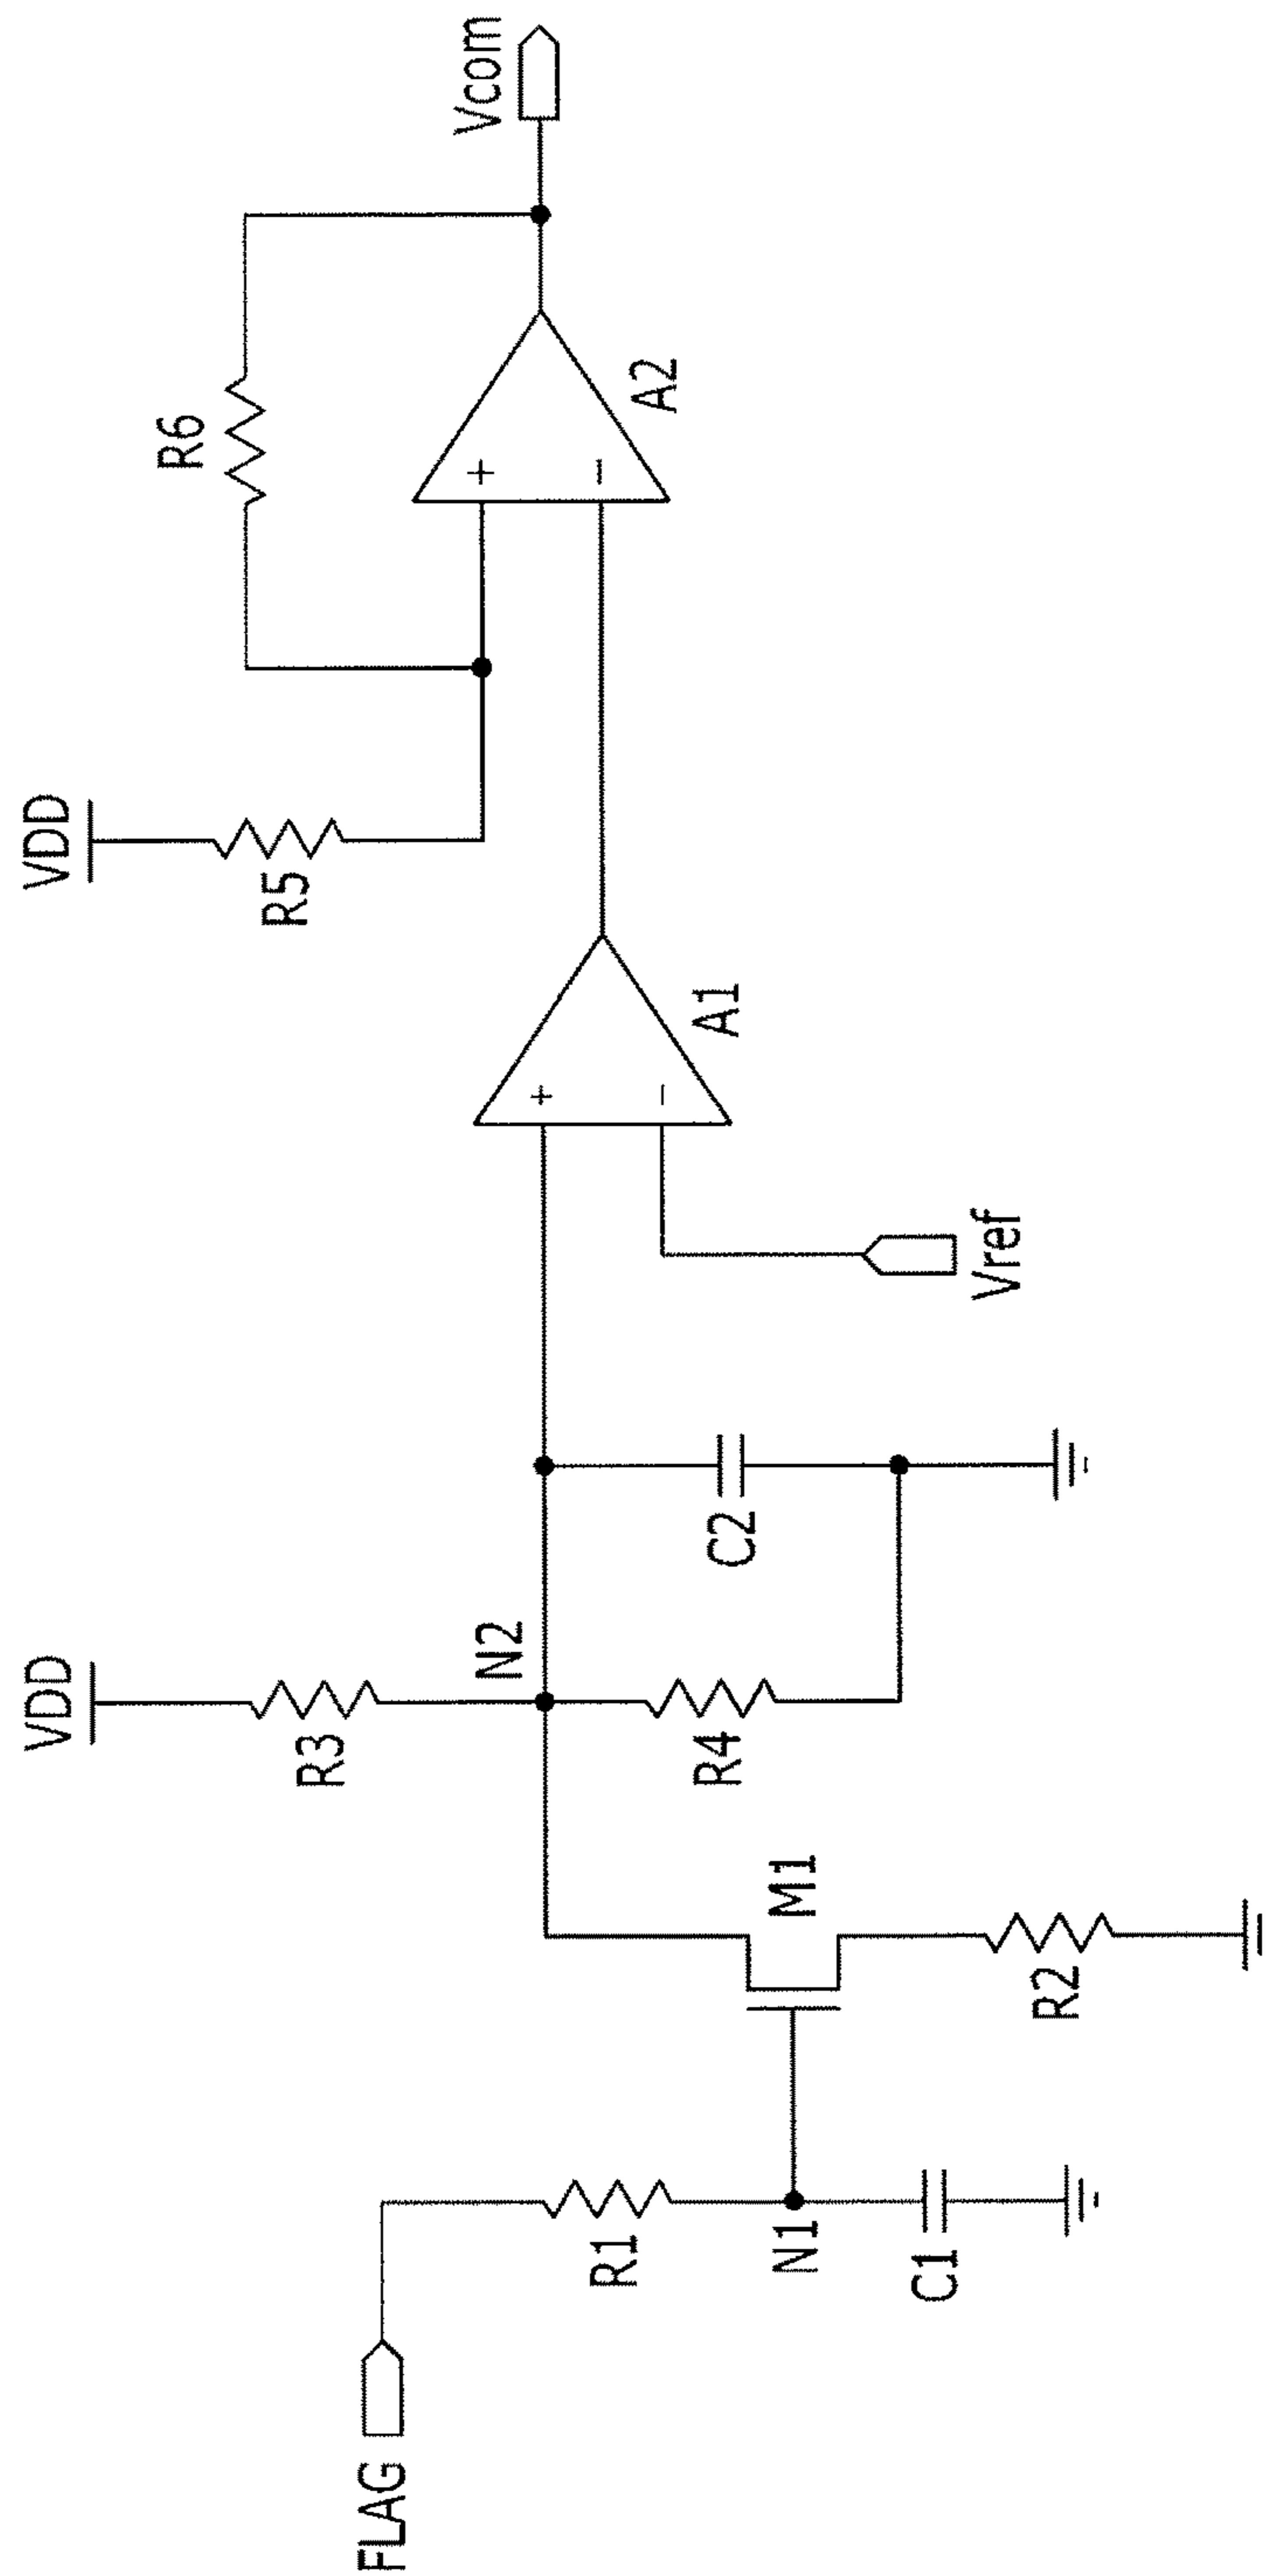 FLAG
R1
N1
C1
M1
R2
VDD
R3
N2
R4
C2
Vref
+
−
A1
VDD
R5
R6
+
−
A2
Vcom